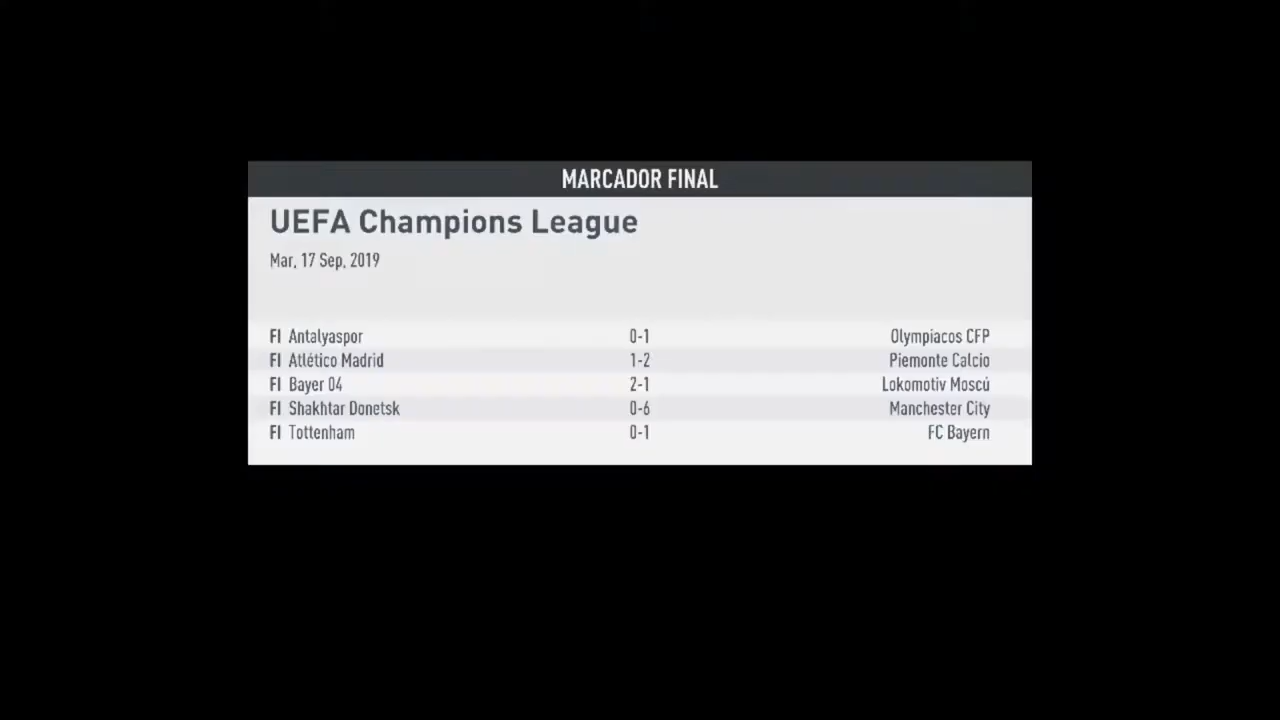 MARCADOR FINAL
UEFA Champions League
Mar, 17 Sep, 2019
FI Antalyaspor 0-1 Olympiacos CFP
FI Atlético Madrid 1-2 Piemonte Calcio
FI Bayer 04 2-1 Lokomotiv Moscú
FI Shakhtar Donetsk 0-6 Manchester City
FI Tottenham 0-1 FC Bayern